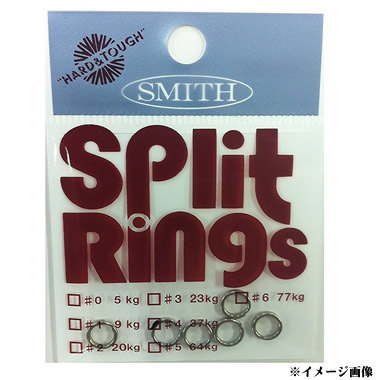 "HARD&TOUGH"
SMITH
Split
Rings
#0 5kg #3 23kg #6 77kg
#1 9kg #4 37kg
#2 20kg #5 64kg
※イメージ画像